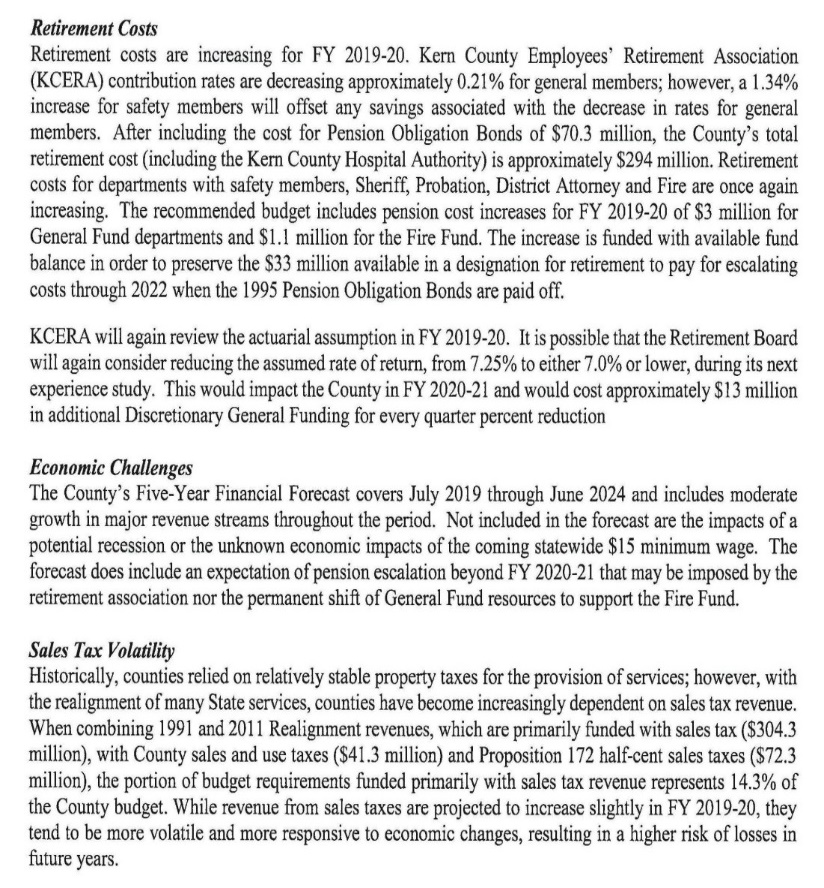 Retirement Costs
Retirement costs are increasing for FY 2019-20. Kern County Employees' Retirement Association
(KCERA) contribution rates are decreasing approximately 0.21% for general members; however, a 1.34%
increase for safety members will offset any savings associated with the decrease in rates for general
members. After including the cost for Pension Obligation Bonds of $70.3 million, the County's total
retirement cost (including the Kern County Hospital Authority) is approximately $294 million. Retirement
costs for departments with safety members, Sheriff, Probation, District Attorney and Fire are once again
increasing. The recommended budget includes pension cost increases for FY 2019-20 of $3 million for
General Fund departments and $1.1 million for the Fire Fund. The increase is funded with available fund
balance in order to preserve the $33 million available in a designation for retirement to pay for escalating
costs through 2022 when the 1995 Pension Obligation Bonds are paid off.
KCERA will again review the actuarial assumption in FY 2019-20. It is possible that the Retirement Board
will again consider reducing the assumed rate of return, from 7.25% to either 7.0% or lower, during its next
experience study. This would impact the County in FY 2020-21 and would cost approximately $13 million
in additional Discretionary General Funding for every quarter percent reduction
Economic Challenges
The County's Five-Year Financial Forecast covers July 2019 through June 2024 and includes moderate
growth in major revenue streams throughout the period. Not included in the forecast are the impacts of a
potential recession or the unknown economic impacts of the coming statewide $15 minimum wage. The
forecast does include an expectation of pension escalation beyond FY 2020-21 that may be imposed by the
retirement association nor the permanent shift of General Fund resources to support the Fire Fund.
Sales Tax Volatility
Historically, counties relied on relatively stable property taxes for the provision of services; however, with
the realignment of many State services, counties have become increasingly dependent on sales tax revenue.
When combining 1991 and 2011 Realignment revenues, which are primarily funded with sales tax ($304.3
million), with County sales and use taxes ($41.3 million) and Proposition 172 half-cent sales taxes ($72.3
million), the portion of budget requirements funded primarily with sales tax revenue represents 14.3% of
the County budget. While revenue from sales taxes are projected to increase slightly in FY 2019-20, they
tend to be more volatile and more responsive to economic changes, resulting in a higher risk of losses in
future years.